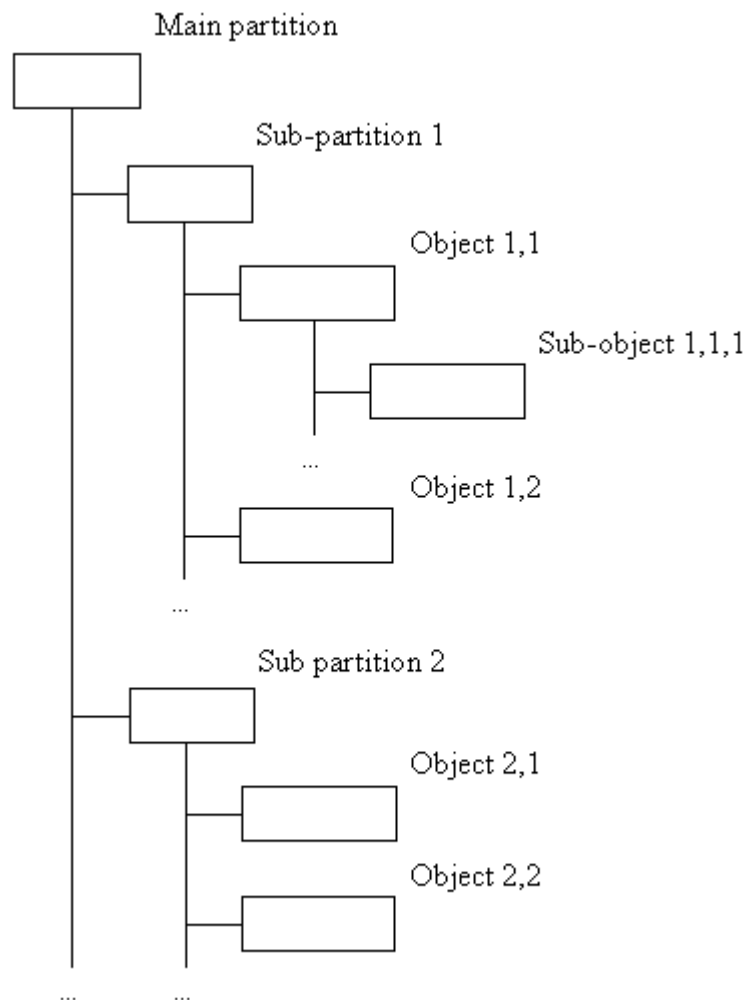 Main partition
Sub-partition 1
Object 1,1
Sub-object 1,1,1
...
Object 1,2
...
Sub partition 2
Object 2,1
Object 2,2
... ...